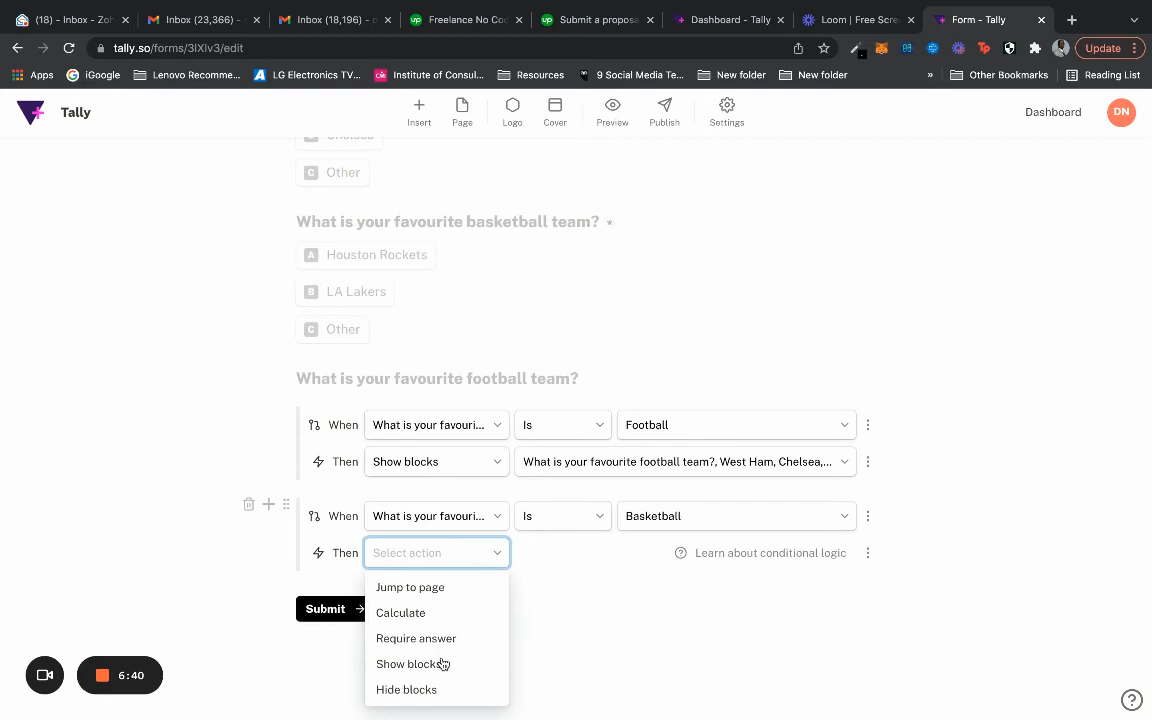 (18) - Inbox - Zoh
Inbox (23,366) -
Inbox (18,196) -
Freelance No Co
Submit a proposa
Dashboard - Tally
Loom | Free Scre
Form - Tally
tally.so/forms/3lXlv3/edit
Update
Apps
iGoogle
Lenovo Recomme...
LG Electronics TV...
Institute of Consul...
Resources
9 Social Media Te...
New folder
New folder
»
Other Bookmarks
Reading List
Tally
Insert
Page
Logo
Cover
Preview
Publish
Settings
Dashboard
DN
Chelsea
C Other
What is your favourite basketball team? *
A Houston Rockets
B LA Lakers
C Other
What is your favourite football team?
When What is your favouri... Is Football
Then Show blocks What is your favourite football team?, West Ham, Chelsea,...
When What is your favouri... Is Basketball
Then Select action Learn about conditional logic
Jump to page
Calculate
Submit →
Require answer
Show blocks
6:40
Hide blocks